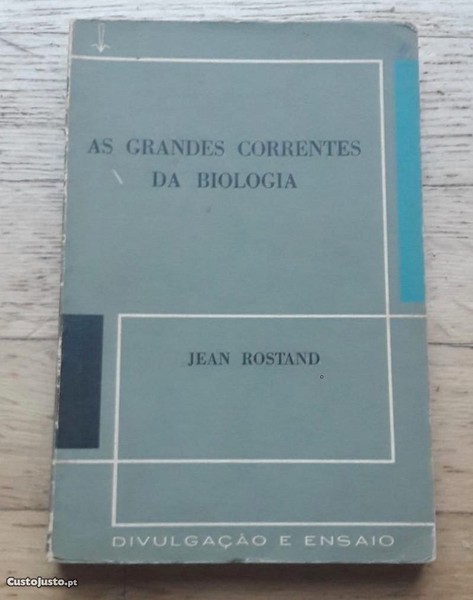 AS GRANDES CORRENTES
DA BIOLOGIA
JEAN ROSTAND
DIVULGAÇÃO E ENSAIO
CustoJusto.pt